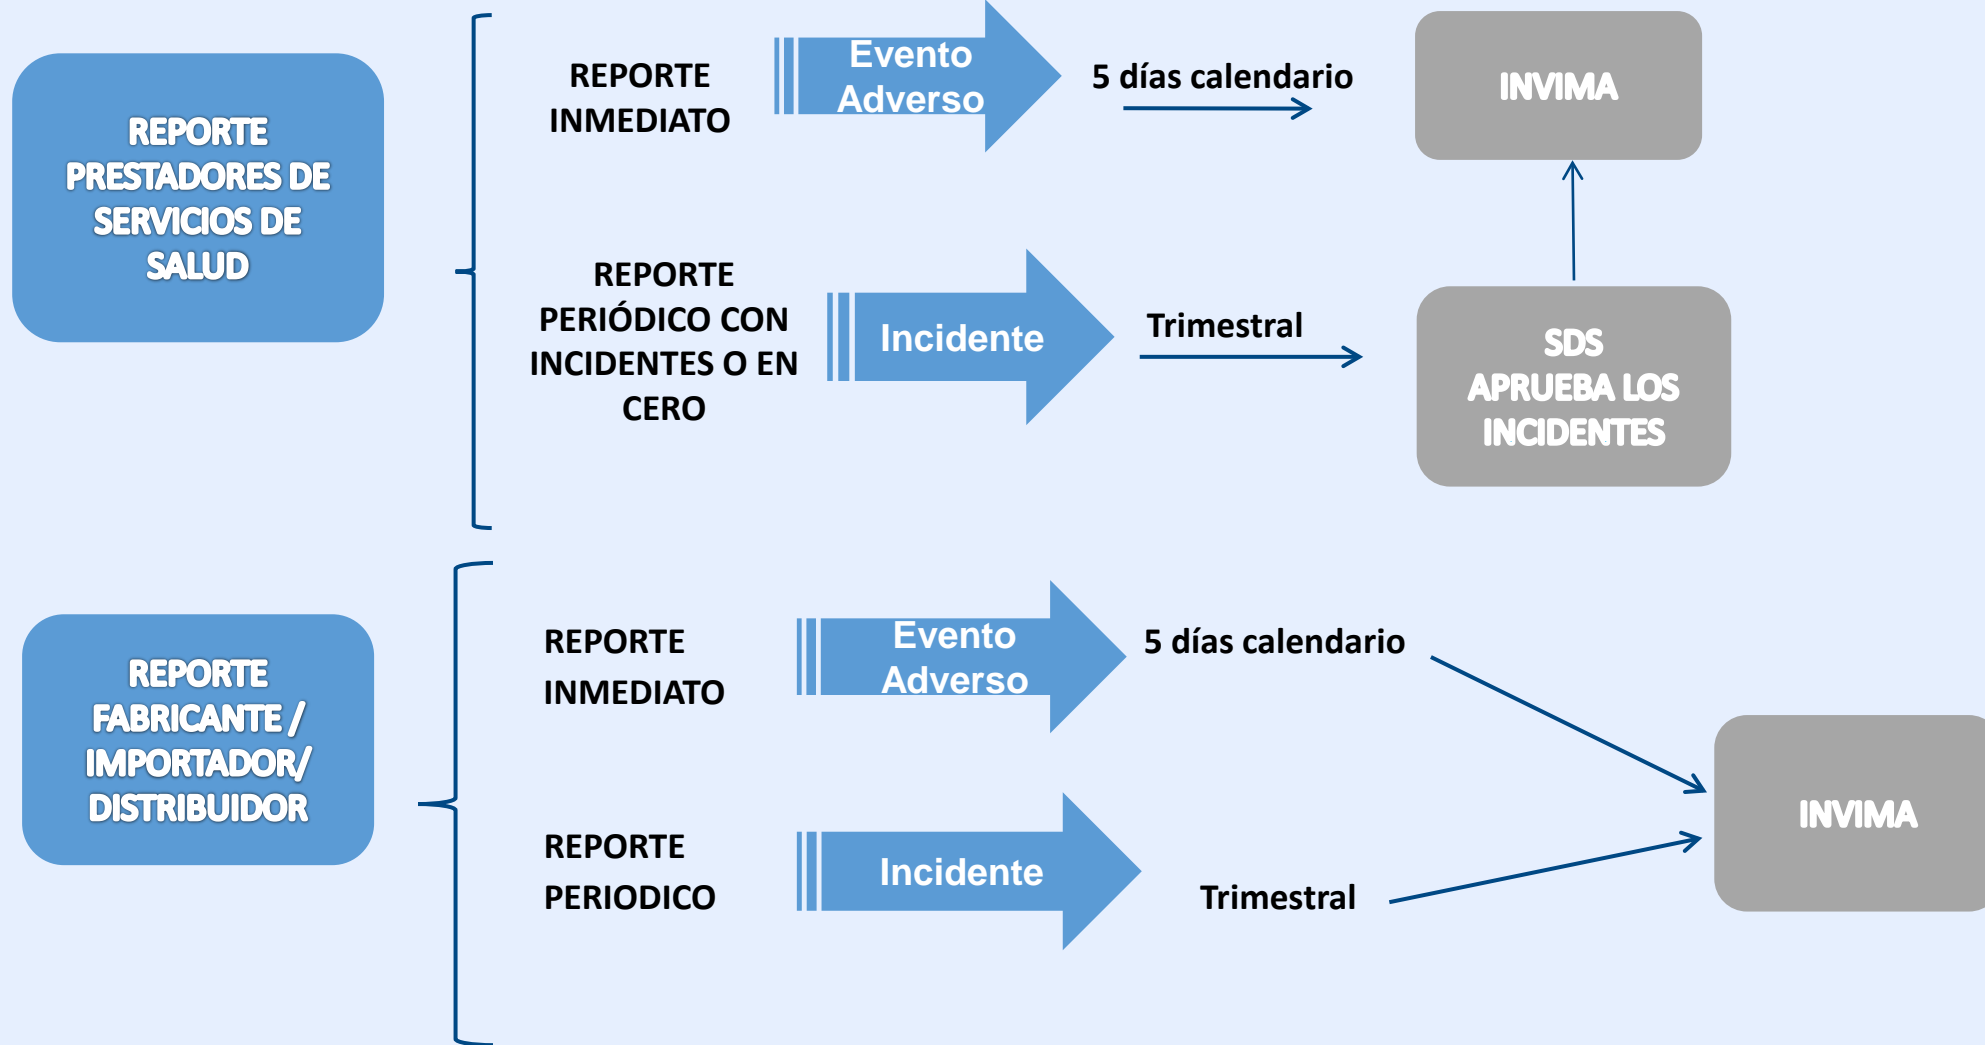 REPORTE
PRESTADORES DE
SERVICIOS DE
SALUD
REPORTE
INMEDIATO
Evento
Adverso
5 días calendario
INVIMA
REPORTE
PERIÓDICO CON
INCIDENTES O EN
CERO
Incidente
Trimestral
SDS
APRUEBA LOS
INCIDENTES
REPORTE
FABRICANTE /
IMPORTADOR/
DISTRIBUIDOR
REPORTE
INMEDIATO
Evento
Adverso
5 días calendario
REPORTE
PERIODICO
Incidente
Trimestral
INVIMA